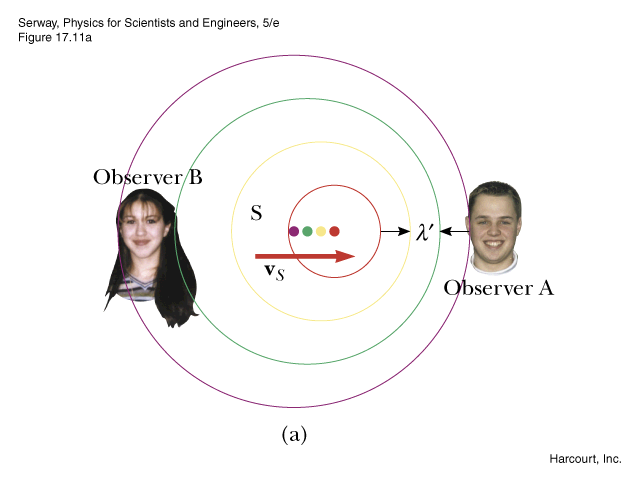 Serway, Physics for Scientists and Engineers, 5/e
Figure 17.11a
Observer B
S
λ′
v_S
Observer A
(a)
Harcourt, Inc.